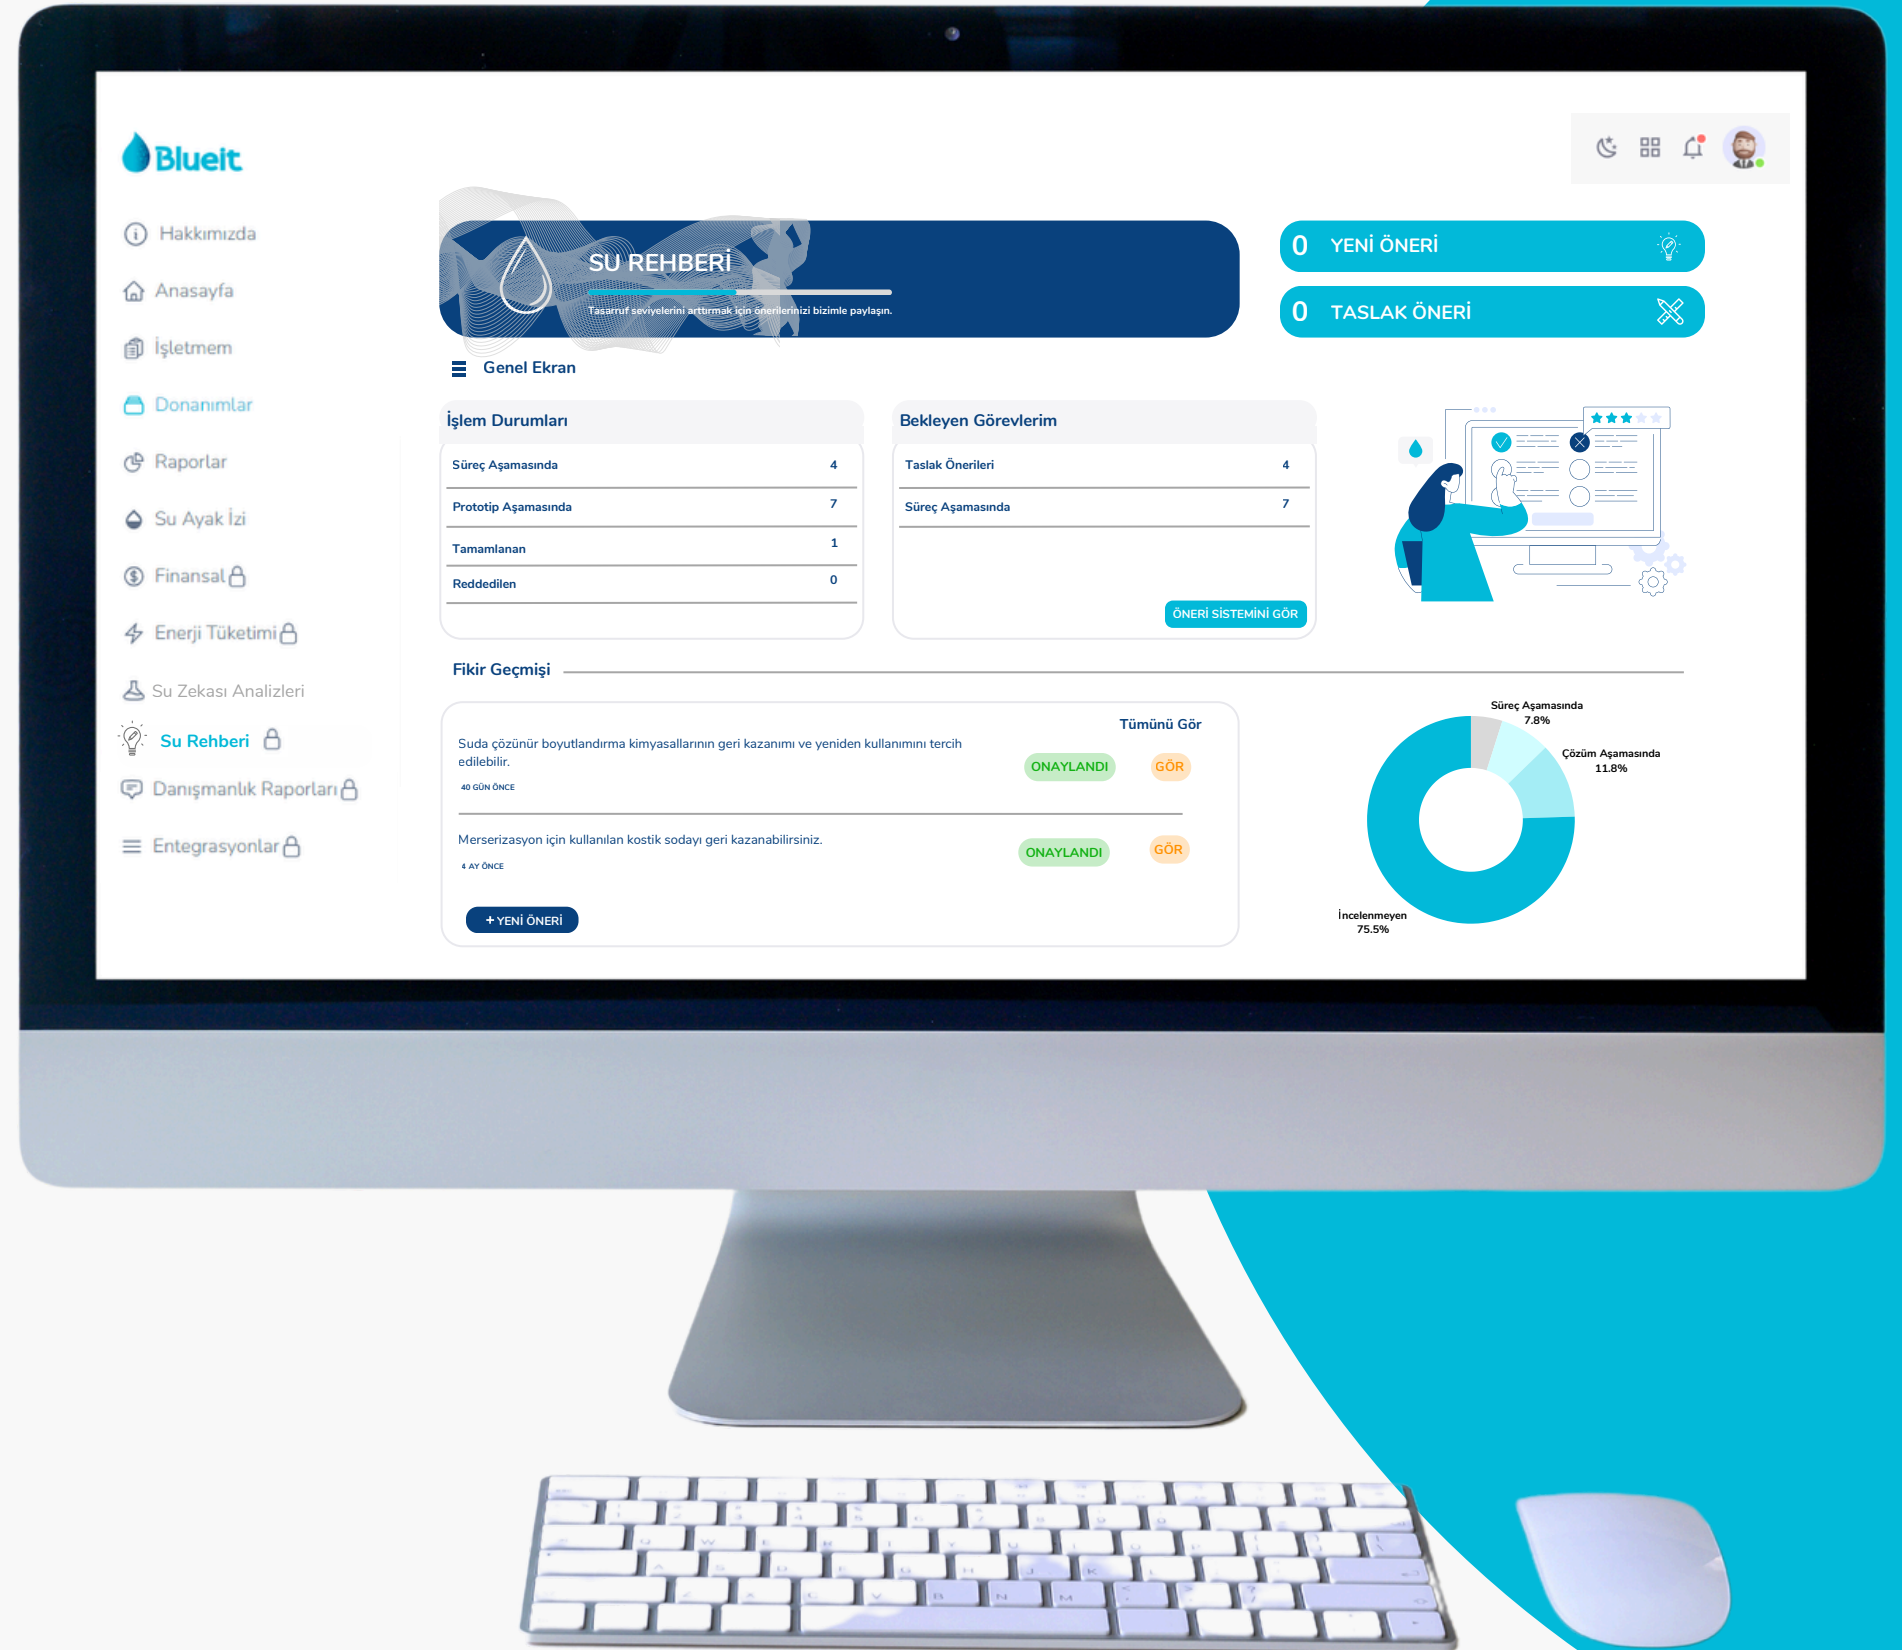 Blueit
Hakkımızda
Anasayfa
İşletmem
Donanımlar
Raporlar
Su Ayak İzi
Finansal
Enerji Tüketimi
Su Zekası Analizleri
Su Rehberi
Danışmanlık Raporları
Entegrasyonlar
SU REHBERİ
Tasarruf seviyelerini arttırmak için önerilerinizi bizimle paylaşın.
0 YENİ ÖNERİ
0 TASLAK ÖNERİ
Genel Ekran
İşlem Durumları
Süreç Aşamasında 4
Prototip Aşamasında 7
Tamamlanan 1
Reddedilen 0
Bekleyen Görevlerim
Taslak Önerileri 4
Süreç Aşamasında 7
ÖNERİ SİSTEMİNİ GÖR
Fikir Geçmişi
Tümünü Gör
Suda çözünür boyutlandırma kimyasallarının geri kazanımı ve yeniden kullanımını tercih
edilebilir.
40 GÜN ÖNCE
ONAYLANDI GÖR
Merserizasyon için kullanılan kostik sodayı geri kazanabilirsiniz.
4 AY ÖNCE
ONAYLANDI GÖR
+ YENİ ÖNERİ
Süreç Aşamasında
7.8%
Çözüm Aşamasında
11.8%
İncelenmeyen
75.5%